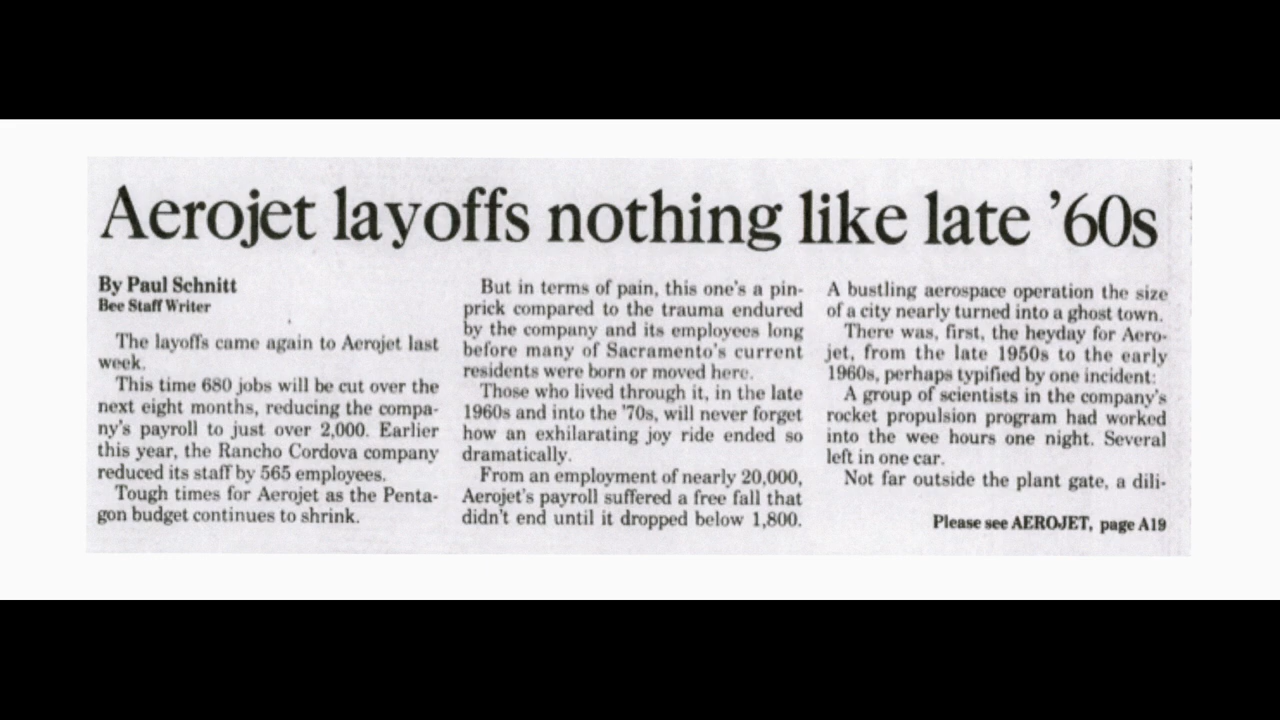 Aerojet layoffs nothing like late ’60s
By Paul Schnitt
Bee Staff Writer
The layoffs came again to Aerojet last
week.
This time 680 jobs will be cut over the
next eight months, reducing the compa-
ny's payroll to just over 2,000. Earlier
this year, the Rancho Cordova company
reduced its staff by 565 employees.
Tough times for Aerojet as the Penta-
gon budget continues to shrink.
But in terms of pain, this one's a pin-
prick compared to the trauma endured
by the company and its employees long
before many of Sacramento's current
residents were born or moved here.
Those who lived through it, in the late
1960s and into the '70s, will never forget
how an exhilarating joy ride ended so
dramatically.
From an employment of nearly 20,000,
Aerojet's payroll suffered a free fall that
didn't end until it dropped below 1,800.
A bustling aerospace operation the size
of a city nearly turned into a ghost town.
There was, first, the heyday for Aero-
jet, from the late 1950s to the early
1960s, perhaps typified by one incident:
A group of scientists in the company's
rocket propulsion program had worked
into the wee hours one night. Several
left in one car.
Not far outside the plant gate, a dili-
Please see AEROJET, page A19